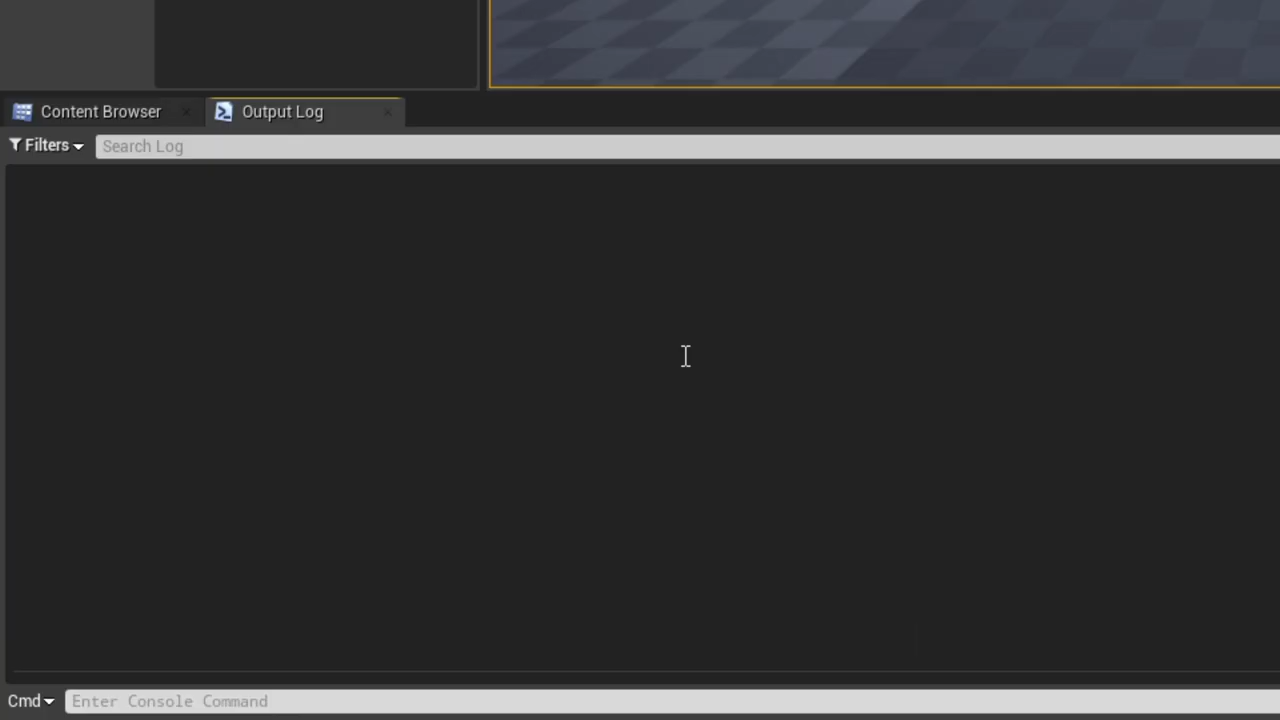 Content Browser
Output Log
Filters
Search Log
Cmd
Enter Console Command